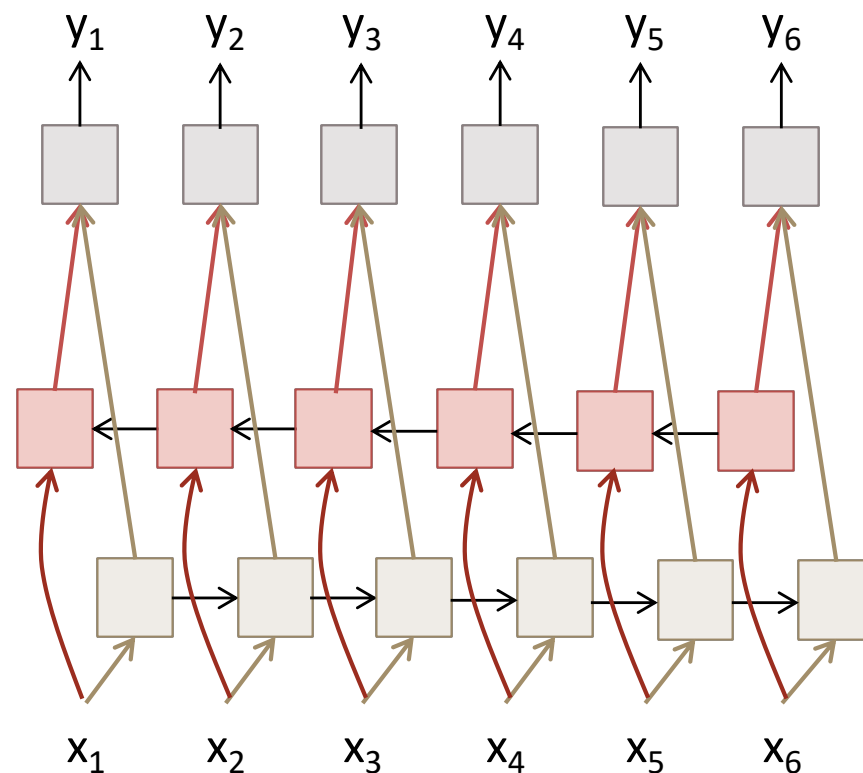 y₁ y₂ y₃ y₄ y₅ y₆
x₁ x₂ x₃ x₄ x₅ x₆